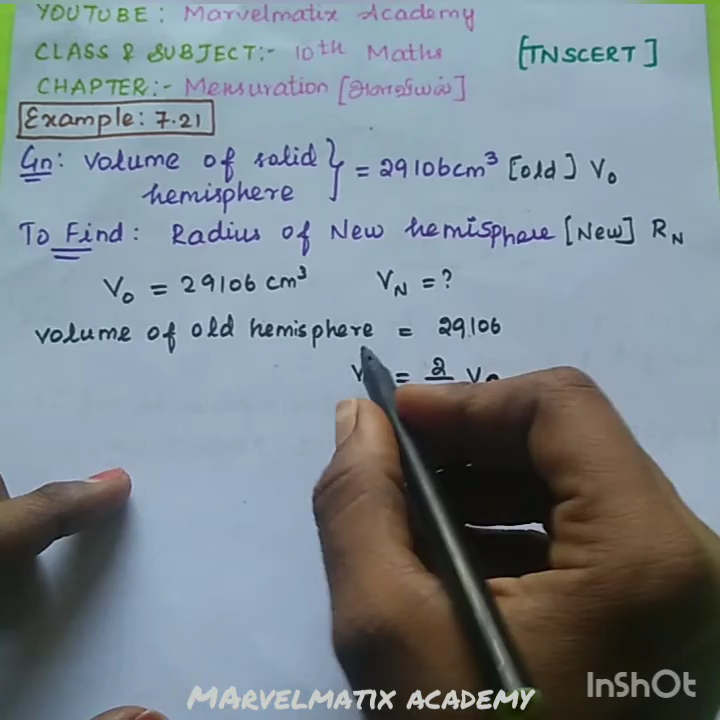 YOUTUBE: Marvelmatix Academy
CLASS & SUBJECT:- 10th Maths [TNSCERT]
CHAPTER:- Mensuration [அளவியல்]
Example: 7.21
Gn: Volume of solid hemisphere } = 29106cm³ [old] V₀
To Find: Radius of New hemisphere [New] R_N
V₀ = 29106 cm³ V_N = ?
volume of old hemisphere = 29106
V = 2 V₀
MARVELMATIX ACADEMY
InShOt